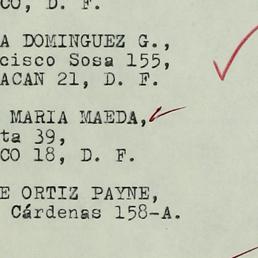 CO, D. F.
A DOMINGUEZ G.,
cisco Sosa 155,
ACAN 21, D. F.
MARIA MAEDA,
ta 39,
CO 18, D. F.
E ORTIZ PAYNE,
Cárdenas 158-A.